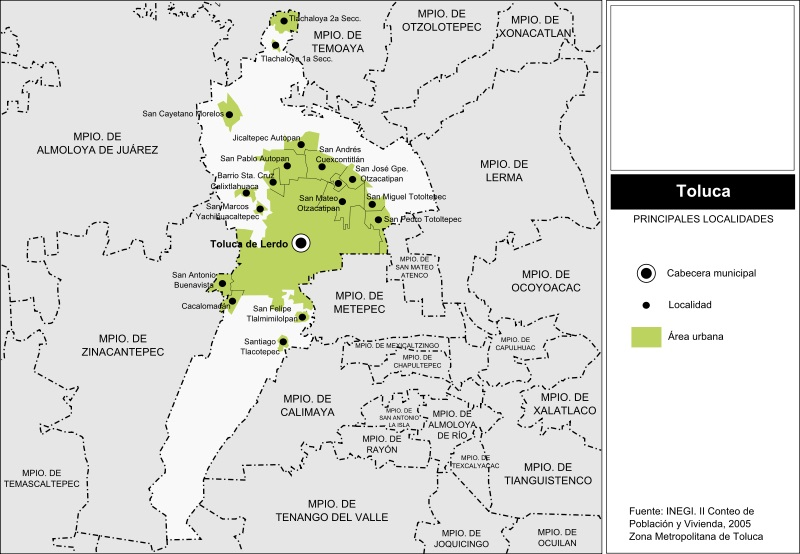 Tlachaloya 2a Secc.
MPIO. DE
TEMOAYA
Tlachaloya 1a Secc.
MPIO. DE
OTZOLOTEPEC
MPIO. DE
XONACATLAN
San Cayetano Morelos
MPIO. DE
ALMOLOYA DE JUÁREZ
Jicaltepec Autopan
San Andrés
Cuexcontitlán
San Pablo Autopan
San José Gpe.
Otzacatipan
Barrio Sta. Cruz
Calixtlahuaca
San Mateo
Otzacatipan
San Miguel Totoltepec
San Marcos
Yachihuacaltepec
San Pedro Totoltepec
MPIO. DE
LERMA
Toluca de Lerdo
MPIO. DE
SAN MATEO
ATENCO
San Antonio
Buenavista
Cacalomacán
San Felipe
Tlalmimilolpan
MPIO. DE
METEPEC
MPIO. DE
OCOYOACAC
Santiago
Tlacotepec
MPIO. DE
ZINACANTEPEC
MPIO. DE MEXICALTZINGO
MPIO. DE
CHAPULTEPEC
MPIO. DE
CAPULHUAC
MPIO. DE
CALIMAYA
MPIO. DE
SAN ANTONIO
LA ISLA
MPIO. DE
ALMOLOYA
DE RÍO
MPIO. DE
XALATLACO
MPIO. DE
RAYÓN
MPIO. DE
TEXCALYACAC
MPIO. DE
TIANGUISTENCO
MPIO. DE
TEMASCALTEPEC
MPIO. DE
TENANGO DEL VALLE
MPIO. DE
JOQUICINGO
MPIO. DE
OCUILAN
Toluca
PRINCIPALES LOCALIDADES
Cabecera municipal
Localidad
Área urbana
Fuente: INEGI. II Conteo de
Población y Vivienda, 2005
Zona Metropolitana de Toluca